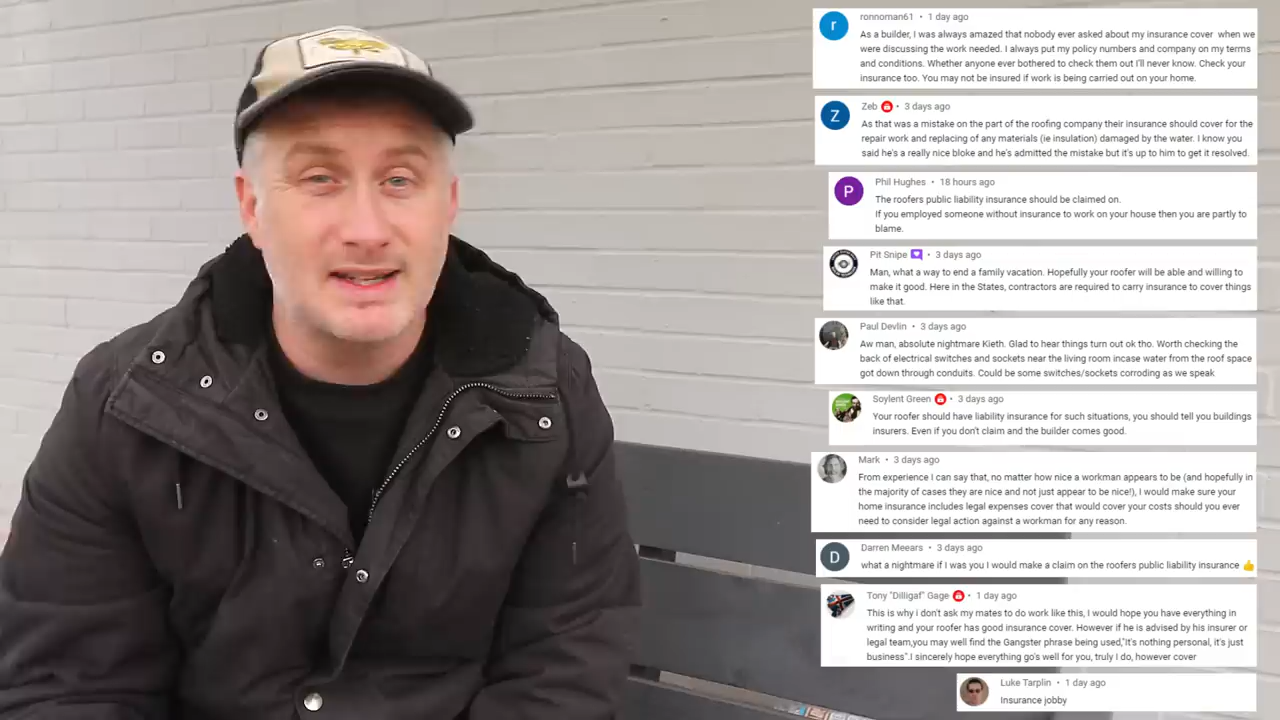 r
ronnoman61 • 1 day ago
As a builder, I was always amazed that nobody ever asked about my insurance cover when we
were discussing the work needed. I always put my policy numbers and company on my terms
and conditions. Whether anyone ever bothered to check them out I'll never know. Check your
insurance too. You may not be insured if work is being carried out on your home.
Z
Zeb • 3 days ago
As that was a mistake on the part of the roofing company their insurance should cover for the
repair work and replacing of any materials (ie insulation) damaged by the water. I know you
said he's a really nice bloke and he's admitted the mistake but it's up to him to get it resolved.
P
Phil Hughes • 18 hours ago
The roofers public liability insurance should be claimed on.
If you employed someone without insurance to work on your house then you are partly to
blame.
Pit Snipe • 3 days ago
Man, what a way to end a family vacation. Hopefully your roofer will be able and willing to
make it good. Here in the States, contractors are required to carry insurance to cover things
like that.
Paul Devlin • 3 days ago
Aw man, absolute nightmare Kieth. Glad to hear things turn out ok tho. Worth checking the
back of electrical switches and sockets near the living room incase water from the roof space
got down through conduits. Could be some switches/sockets corroding as we speak
Soylent Green • 3 days ago
Your roofer should have liability insurance for such situations, you should tell you buildings
insurers. Even if you don't claim and the builder comes good.
Mark • 3 days ago
From experience I can say that, no matter how nice a workman appears to be (and hopefully in
the majority of cases they are nice and not just appear to be nice!), I would make sure your
home insurance includes legal expenses cover that would cover your costs should you ever
need to consider legal action against a workman for any reason.
D
Darren Meears • 3 days ago
what a nightmare if I was you I would make a claim on the roofers public liability insurance 👍
Tony "Dilligaf" Gage • 1 day ago
This is why i don't ask my mates to do work like this, I would hope you have everything in
writing and your roofer has good insurance cover. However if he is advised by his insurer or
legal team,you may well find the Gangster phrase being used,"It's nothing personal, it's just
business".I sincerely hope everything go's well for you, truly I do, however cover
Luke Tarplin • 1 day ago
Insurance jobby